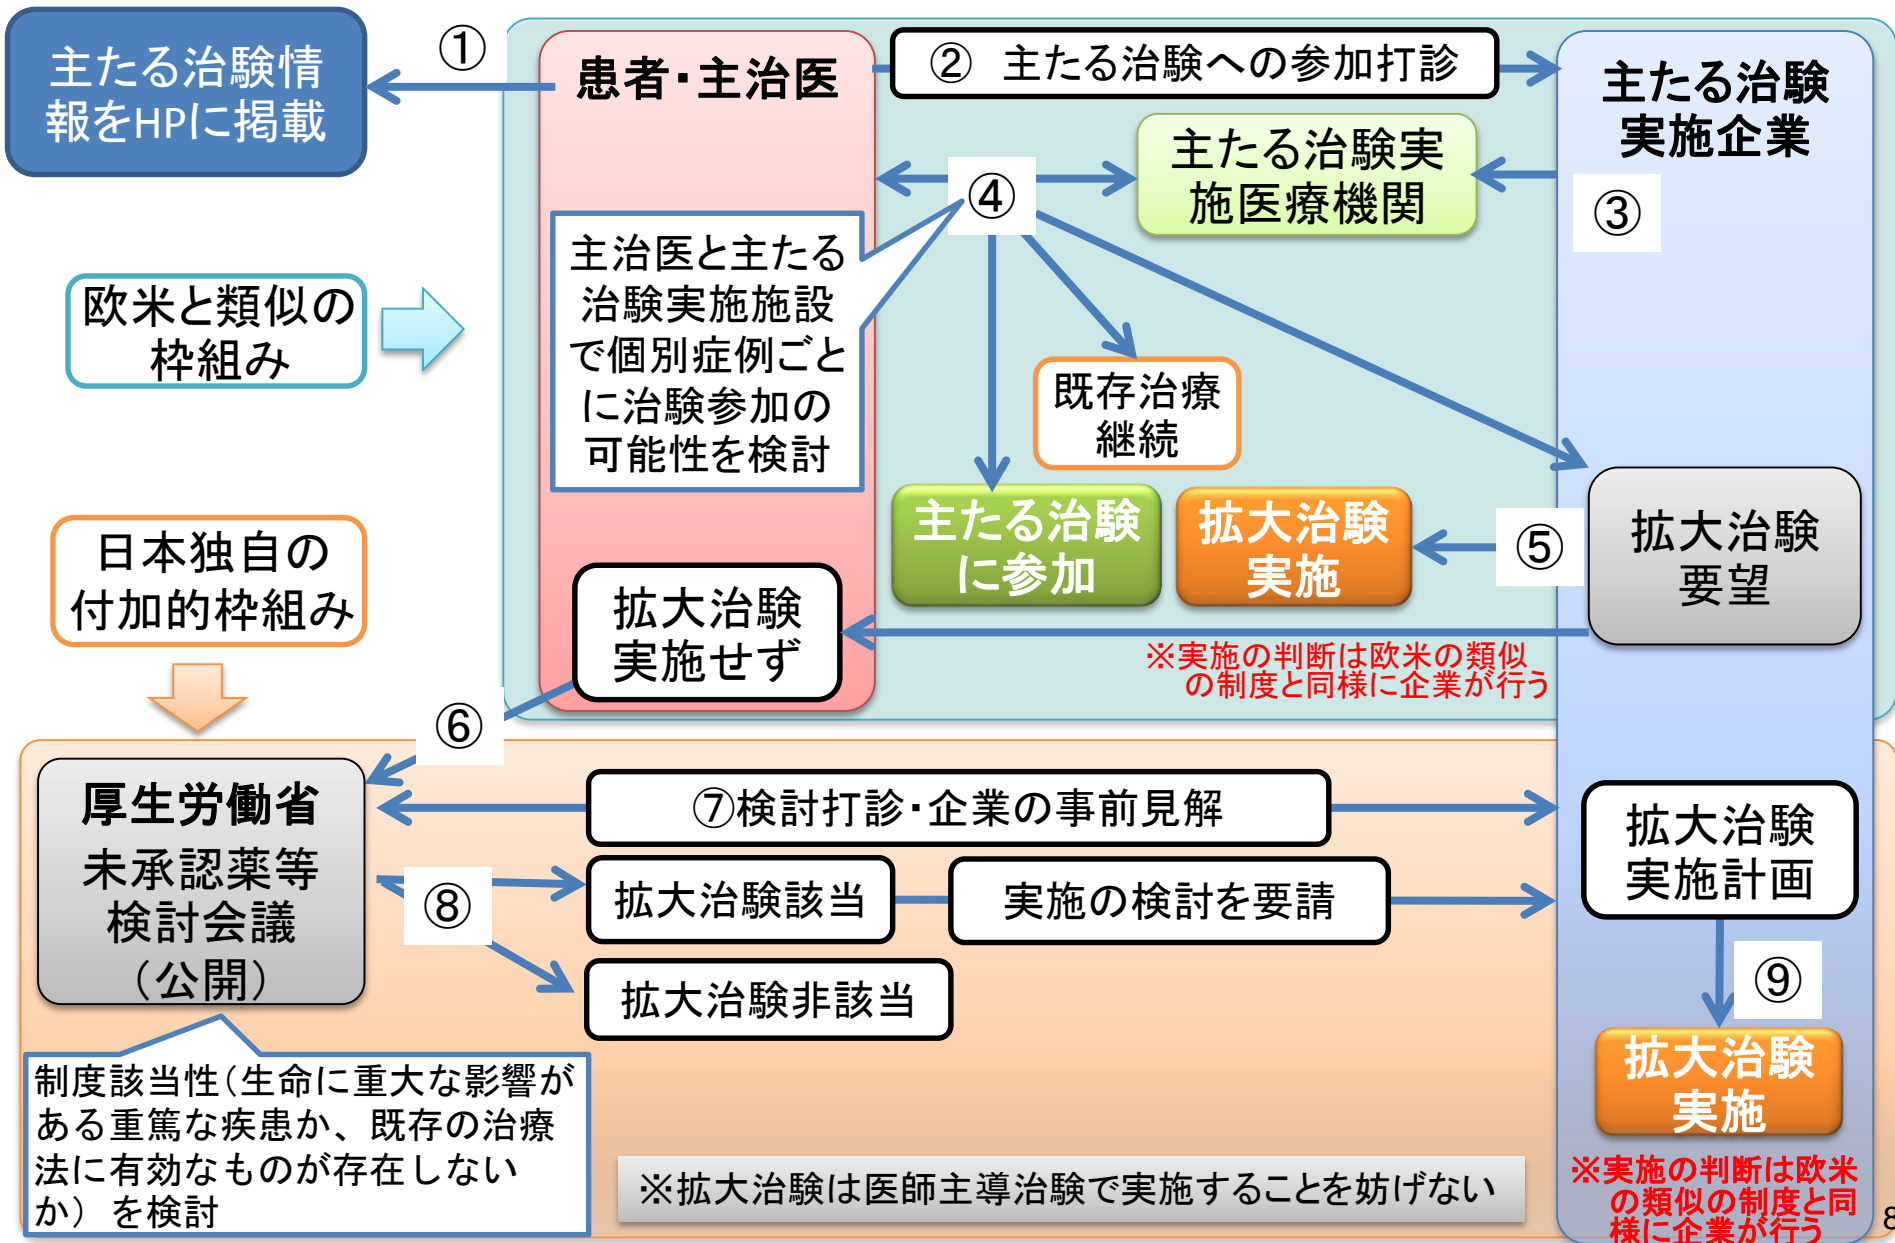 主たる治験情
報をHPに掲載
①
患者・主治医
② 主たる治験への参加打診
主たる治験
実施企業
主たる治験実
施医療機関
③
④
主治医と主たる
治験実施施設
で個別症例ごと
に治験参加の
可能性を検討
欧米と類似の
枠組み
既存治療
継続
主たる治験
に参加
拡大治験
実施
⑤
拡大治験
要望
日本独自の
付加的枠組み
拡大治験
実施せず
※実施の判断は欧米の類似
の制度と同様に企業が行う
⑥
厚生労働省
未承認薬等
検討会議
（公開）
⑦検討打診・企業の事前見解
拡大治験
実施計画
⑧
拡大治験該当
実施の検討を要請
拡大治験非該当
⑨
拡大治験
実施
制度該当性（生命に重大な影響が
ある重篤な疾患か、既存の治療
法に有効なものが存在しない
か）を検討
※拡大治験は医師主導治験で実施することを妨げない
※実施の判断は欧米
の類似の制度と同
様に企業が行う
8